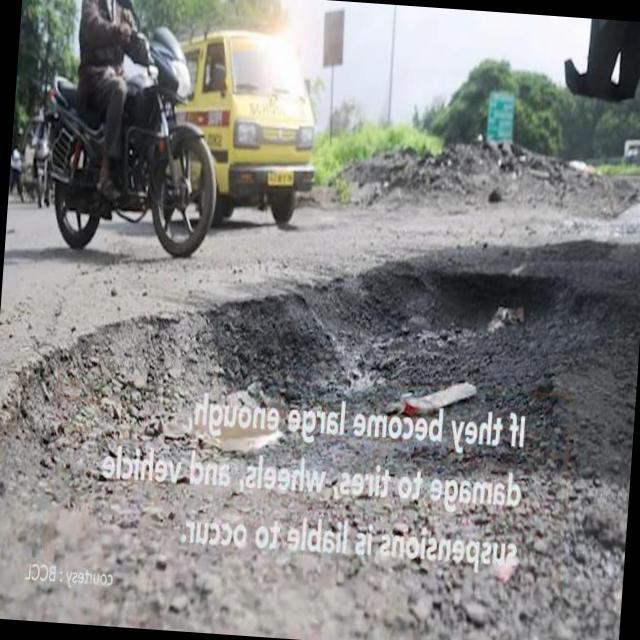 If they become large enough,
damage to tires, wheels, and vehicle
suspensions is liable to occur.
courtesy : BCCL